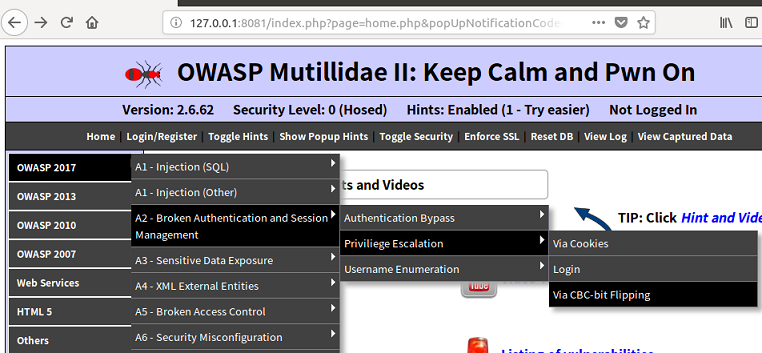 127.0.0.1:8081/index.php?page=home.php&popUpNotificationCode
OWASP Mutillidae II: Keep Calm and Pwn On
Version: 2.6.62 Security Level: 0 (Hosed) Hints: Enabled (1 - Try easier) Not Logged In
Home | Login/Register | Toggle Hints | Show Popup Hints | Toggle Security | Enforce SSL | Reset DB | View Log | View Captured Data
OWASP 2017
OWASP 2013
OWASP 2010
OWASP 2007
Web Services
HTML 5
Others
A1 - Injection (SQL)
A1 - Injection (Other)
A2 - Broken Authentication and Session
Management
A3 - Sensitive Data Exposure
A4 - XML External Entities
A5 - Broken Access Control
A6 - Security Misconfiguration
Authentication Bypass
Priviliege Escalation
Username Enumeration
Via Cookies
Login
Via CBC-bit Flipping
ts and Videos
TIP: Click Hint and Vide
You
Tube
Listing of vulnerabilities